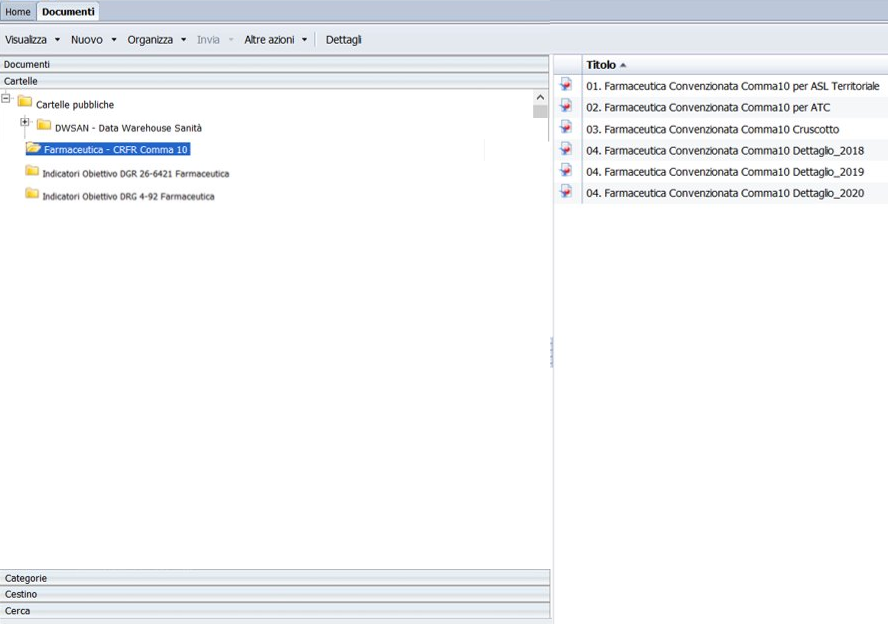 Home Documenti
Visualizza Nuovo Organizza Invia Altre azioni Dettagli
Documenti
Cartelle
Cartelle pubbliche
DWSAN - Data Warehouse Sanità
Farmaceutica - CRFR Comma 10
Indicatori Obiettivo DGR 26-6421 Farmaceutica
Indicatori Obiettivo DRG 4-92 Farmaceutica
Categorie
Cestino
Cerca
Titolo
01. Farmaceutica Convenzionata Comma10 per ASL Territoriale
02. Farmaceutica Convenzionata Comma10 per ATC
03. Farmaceutica Convenzionata Comma10 Cruscotto
04. Farmaceutica Convenzionata Comma10 Dettaglio_2018
04. Farmaceutica Convenzionata Comma10 Dettaglio_2019
04. Farmaceutica Convenzionata Comma10 Dettaglio_2020